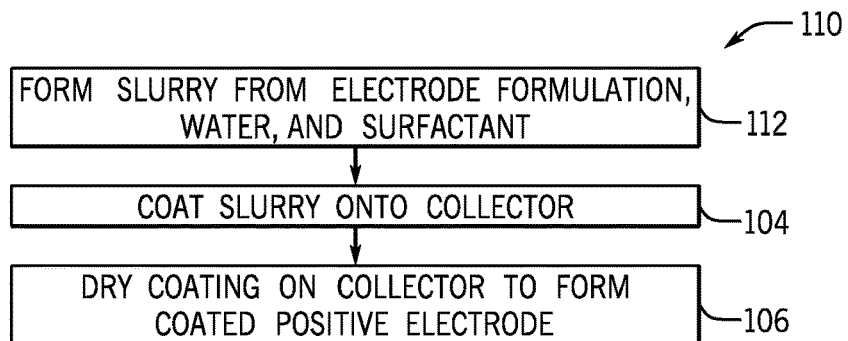 110
FORM SLURRY FROM ELECTRODE FORMULATION,
WATER, AND SURFACTANT
112
COAT SLURRY ONTO COLLECTOR
104
DRY COATING ON COLLECTOR TO FORM
COATED POSITIVE ELECTRODE
106